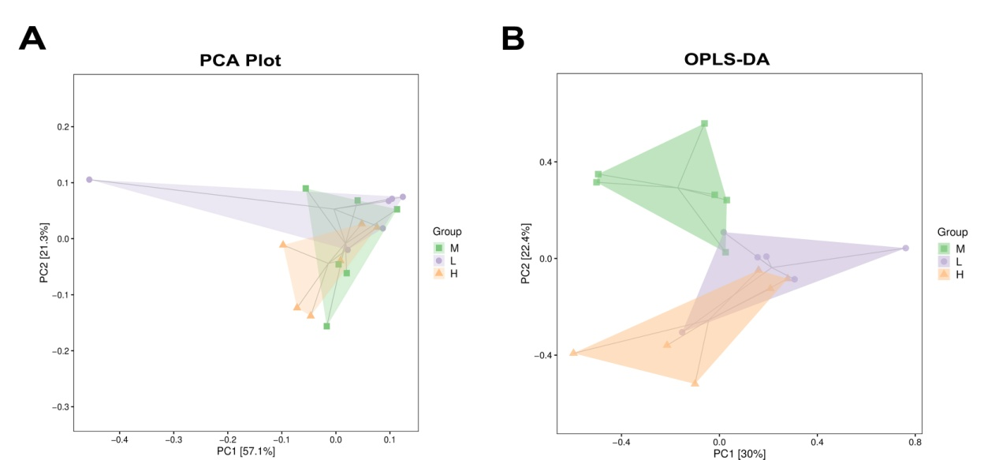 A
PCA Plot
0.2
0.1
0.0
−0.1
−0.2
−0.3
PC2 [21.3%]
−0.4
−0.3
−0.2
−0.1
0.0
0.1
PC1 [57.1%]
Group
M
L
H
B
OPLS-DA
0.4
0.0
−0.4
PC2 [22.4%]
−0.4
0.0
0.4
0.8
PC1 [30%]
Group
M
L
H